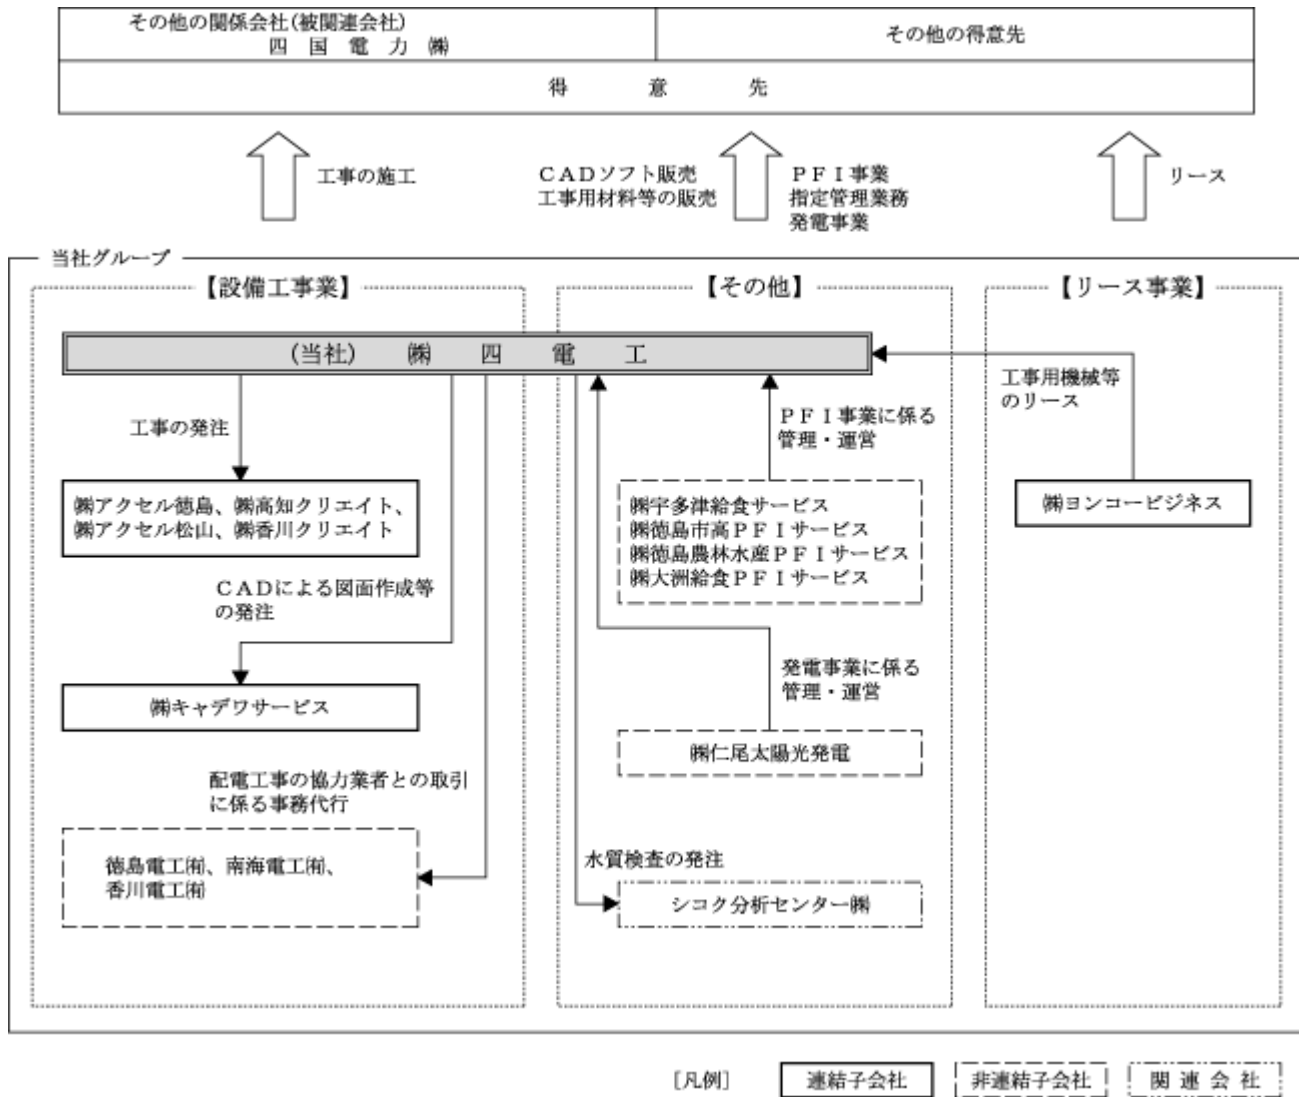 その他の関係会社(被関連会社)
四国電力㈱
その他の得意先
得意先
工事の施工
ＣＡＤソフト販売
工事用材料等の販売
ＰＦＩ事業
指定管理業務
発電事業
リース
当社グループ
【設備工事業】
【その他】
【リース事業】
(当社) ㈱四電工
工事の発注
ＰＦＩ事業に係る
管理・運営
工事用機械等
のリース
㈱アクセル徳島、㈱高知クリエイト、
㈱アクセル松山、㈱香川クリエイト
㈱宇多津給食サービス
㈱徳島市高ＰＦＩサービス
㈱徳島農林水産ＰＦＩサービス
㈱大洲給食ＰＦＩサービス
㈱ヨンコービジネス
ＣＡＤによる図面作成等
の発注
㈱キャデワサービス
発電事業に係る
管理・運営
㈱仁尾太陽光発電
配電工事の協力業者との取引
に係る事務代行
徳島電工㈲、南海電工㈲、
香川電工㈲
水質検査の発注
シコク分析センター㈱
［凡例］
連結子会社
非連結子会社
関連会社